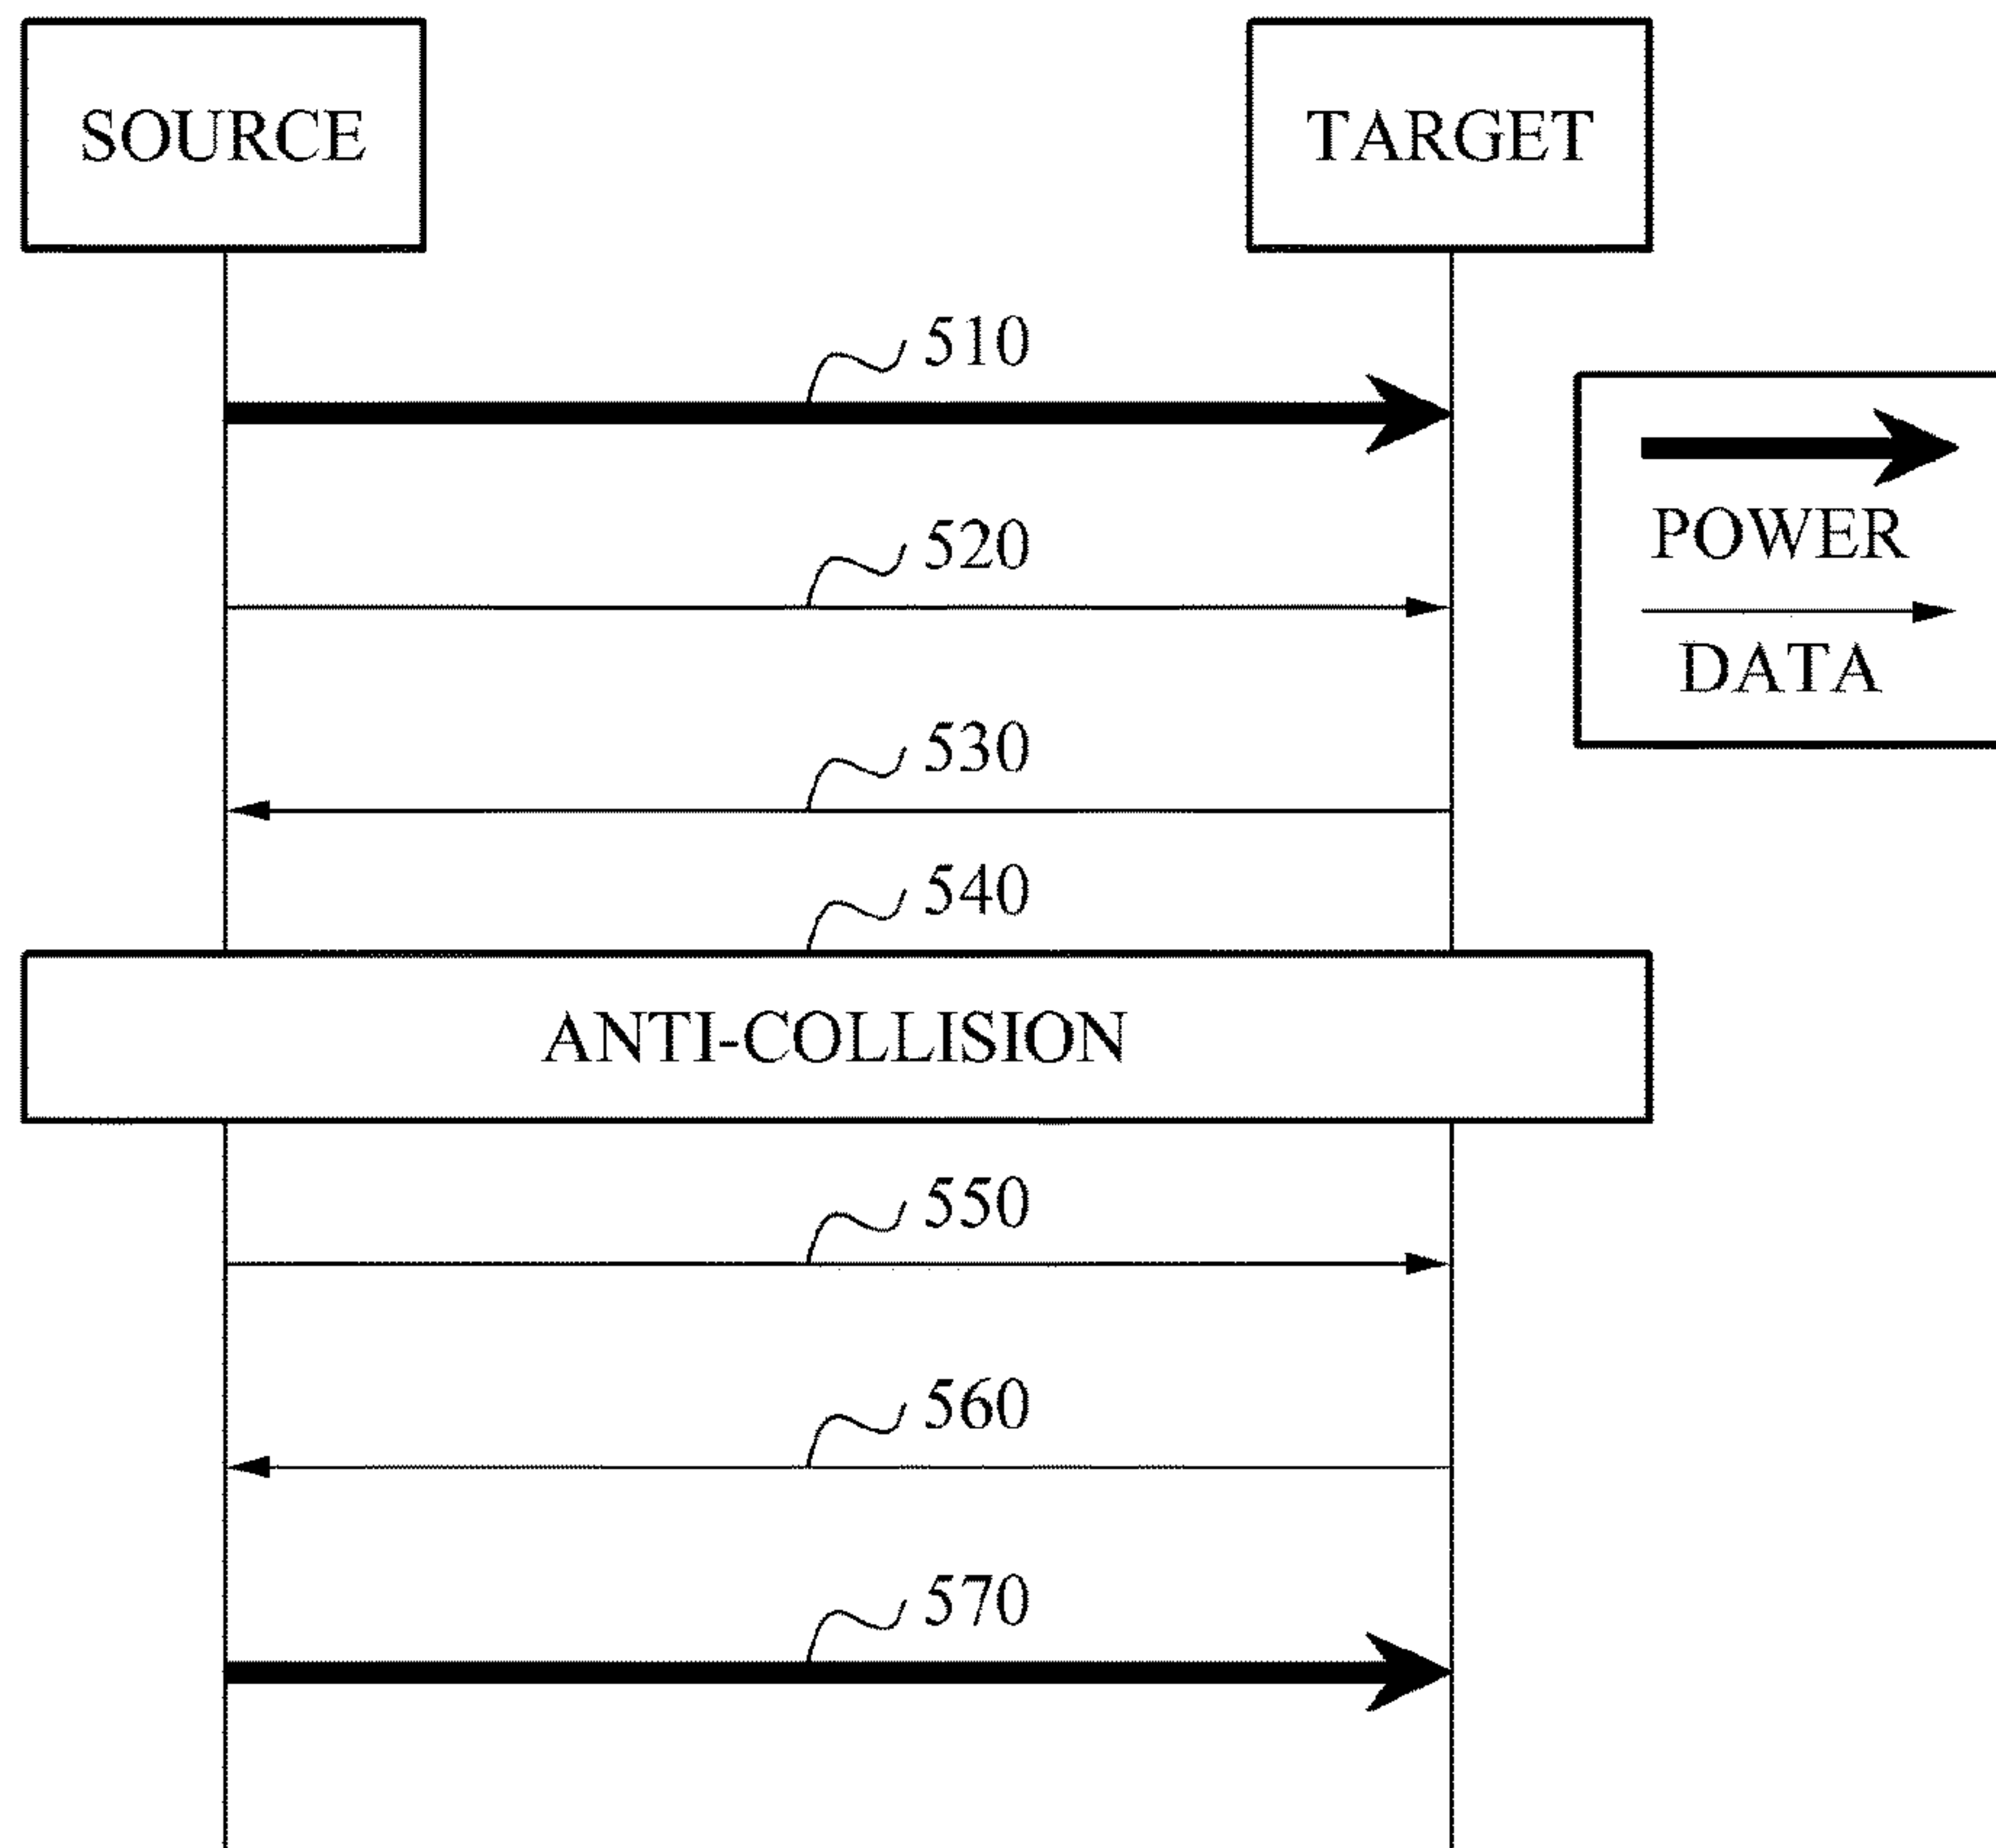 SOURCE
TARGET
510
POWER
DATA
520
530
540
ANTI-COLLISION
550
560
570